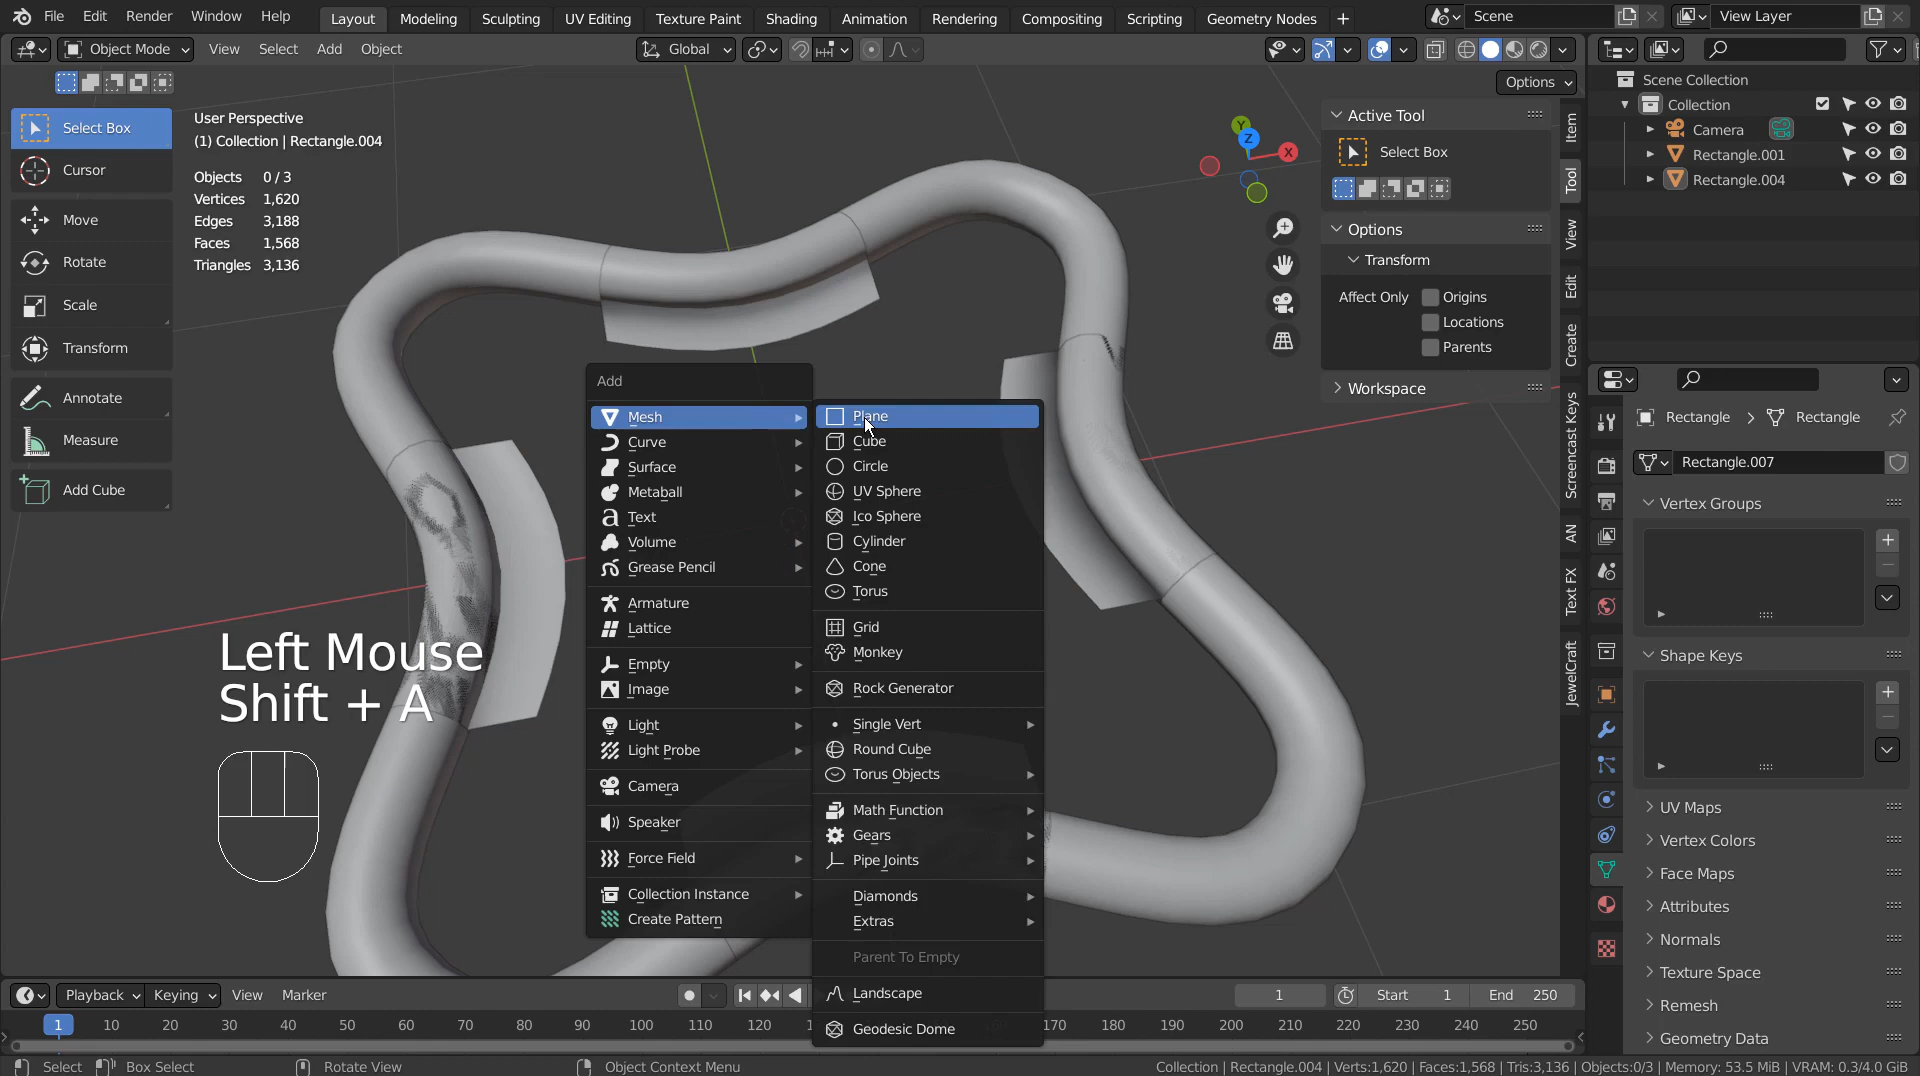 File Edit Render Window Help Layout Modeling Sculpting UV Editing Texture Paint Shading Animation Rendering Compositing Scripting Geometry Nodes + Scene View Layer
Object Mode View Select Add Object Global
Options
Select Box
Cursor
Move
Rotate
Scale
Transform
Annotate
Measure
Add Cube
User Perspective
(1) Collection | Rectangle.004
Objects 0 / 3
Vertices 1,620
Edges 3,188
Faces 1,568
Triangles 3,136
Y
Z
X
Add
Mesh
Curve
Surface
Metaball
Text
Volume
Grease Pencil
Armature
Lattice
Empty
Image
Light
Light Probe
Camera
Speaker
Force Field
Collection Instance
Create Pattern
Plane
Cube
Circle
UV Sphere
Ico Sphere
Cylinder
Cone
Torus
Grid
Monkey
Rock Generator
Single Vert
Round Cube
Torus Objects
Math Function
Gears
Pipe Joints
Diamonds
Extras
Parent To Empty
Landscape
Geodesic Dome
Left Mouse
Shift + A
Active Tool
Select Box
Options
Transform
Affect Only Origins
Locations
Parents
Workspace
Item
Tool
View
Edit
Create
Screencast Keys
AN
Text FX
JewelCraft
Scene Collection
Collection
Camera
Rectangle.001
Rectangle.004
Rectangle > Rectangle
Rectangle.007
Vertex Groups
Shape Keys
UV Maps
Vertex Colors
Face Maps
Attributes
Normals
Texture Space
Remesh
Geometry Data
Playback Keying View Marker 1 Start 1 End 250
1 10 20 30 40 50 60 70 80 90 100 110 120 170 180 190 200 210 220 230 240 250
Select Box Select Rotate View Object Context Menu Collection | Rectangle.004 | Verts:1,620 | Faces:1,568 | Tris:3,136 | Objects:0/3 | Memory: 53.5 MiB | VRAM: 0.3/4.0 GiB